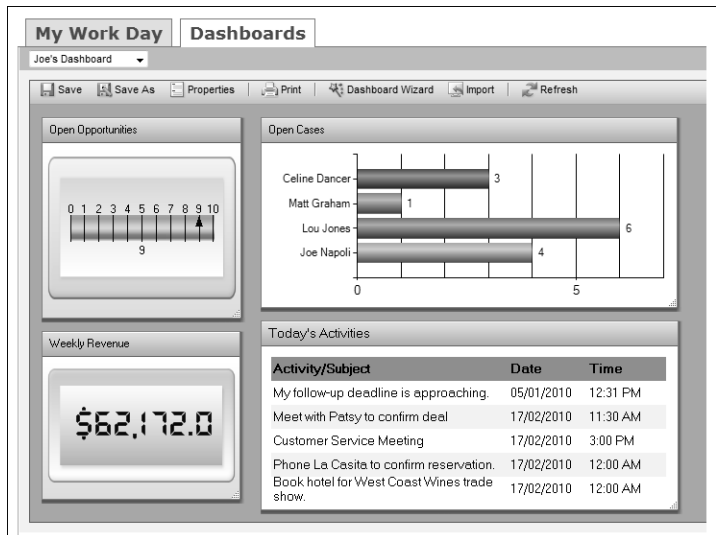 My Work Day Dashboards
Joe's Dashboard
Save Save As Properties Print Dashboard Wizard Import Refresh
Open Opportunities
0 1 2 3 4 5 6 7 8 9 10
9
Open Cases
Celine Dancer 3
Matt Graham 1
Lou Jones 6
Joe Napoli 4
0 5
Weekly Revenue
$62,172.0
Today's Activities
Activity/Subject Date Time
My follow-up deadline is approaching. 05/01/2010 12:31 PM
Meet with Patsy to confirm deal 17/02/2010 11:30 AM
Customer Service Meeting 17/02/2010 3:00 PM
Phone La Casita to confirm reservation. 17/02/2010 12:00 AM
Book hotel for West Coast Wines trade
show. 17/02/2010 12:00 AM